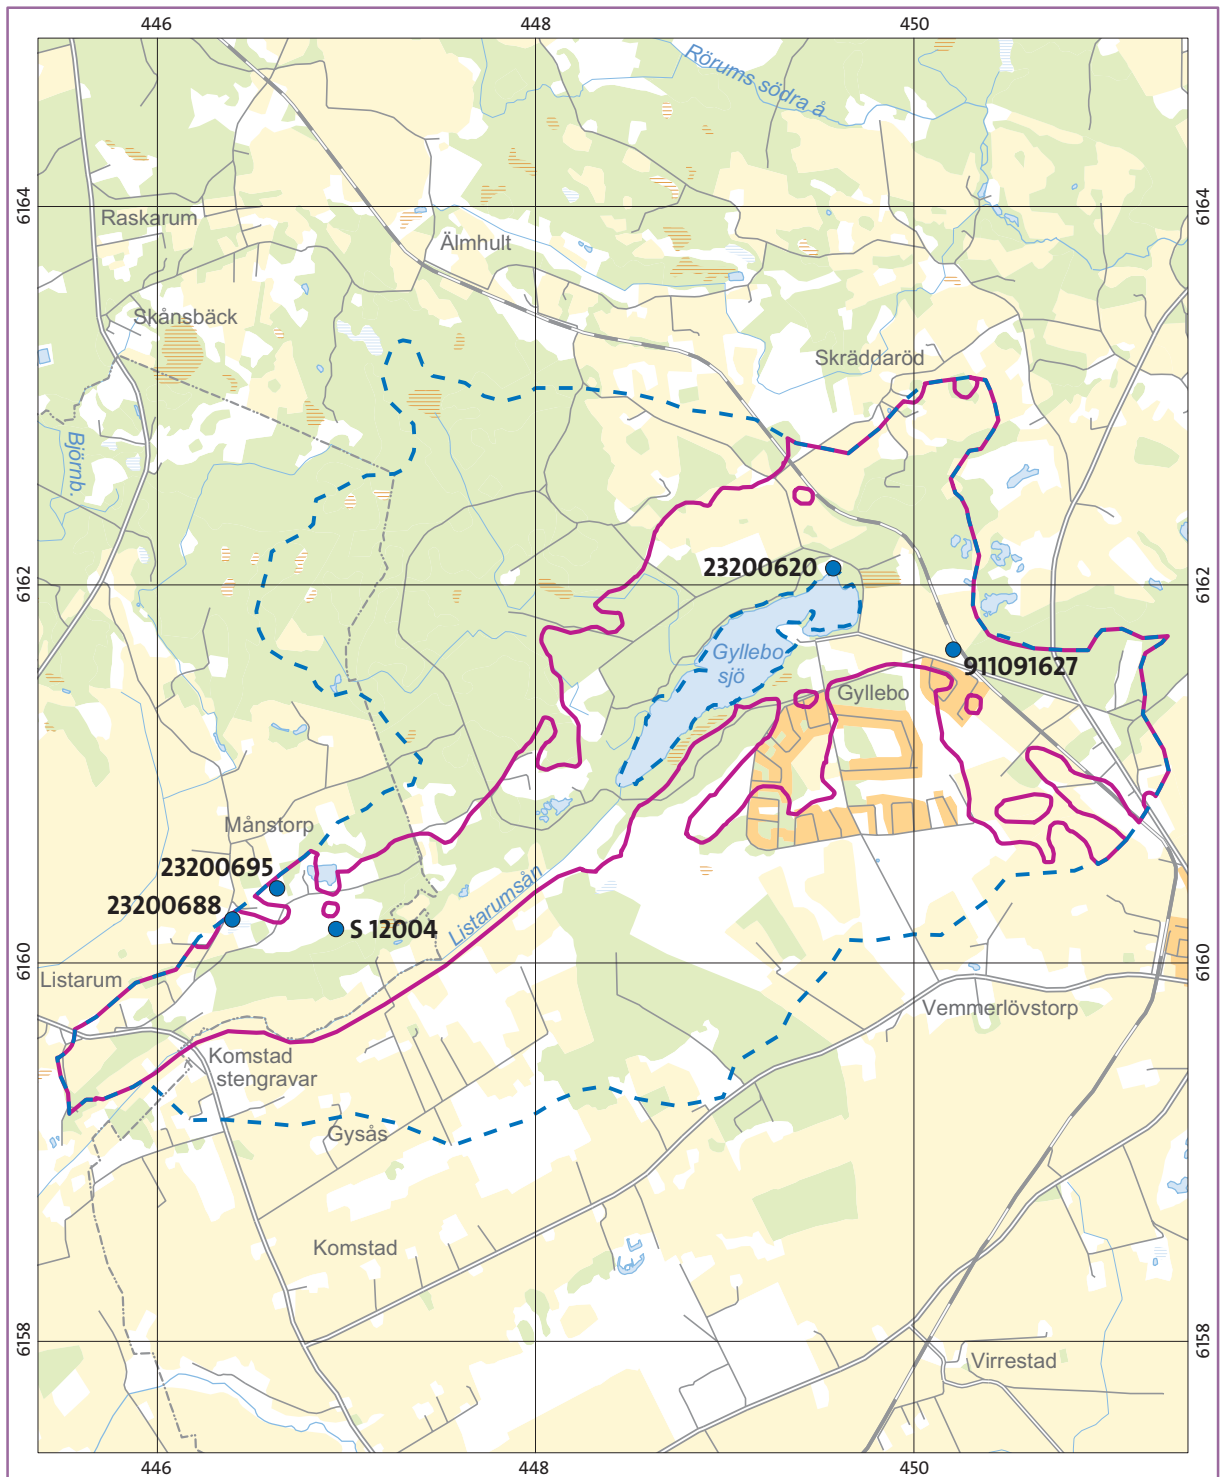 446 448 450
Rörums södra å
6164 6164
Raskarum
Älmhult
Skånsbäck
Skräddaröd
Björnb.
23200620
6162 6162
Gyllebo
sjö
911091627
Gyllebo
Månstorp
23200695
23200688
S 12004
Listarumsån
6160 6160
Listarum
Vemmerlövstorp
Komstad
stengravar
Gysås
Komstad
6158 6158
Virrestad
446 448 450